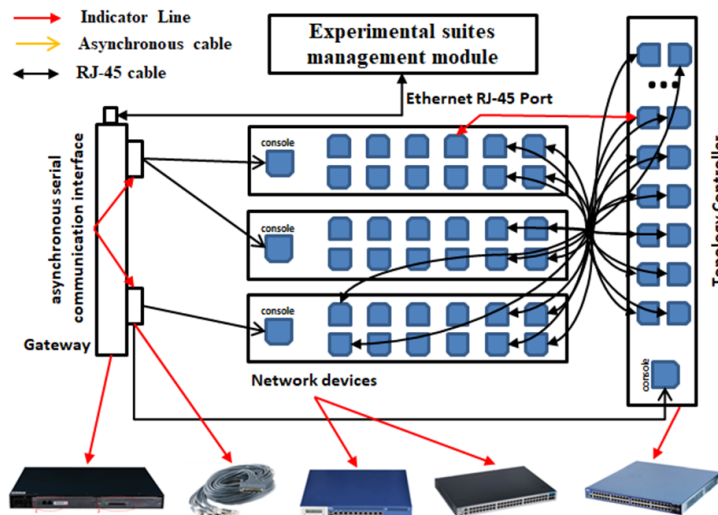 Indicator Line
Asynchronous cable
RJ-45 cable
Experimental suites
management module
Ethernet RJ-45 Port
console
console
console
asynchronous serial
communication interface
Gateway
Network devices
Topology Controller
console